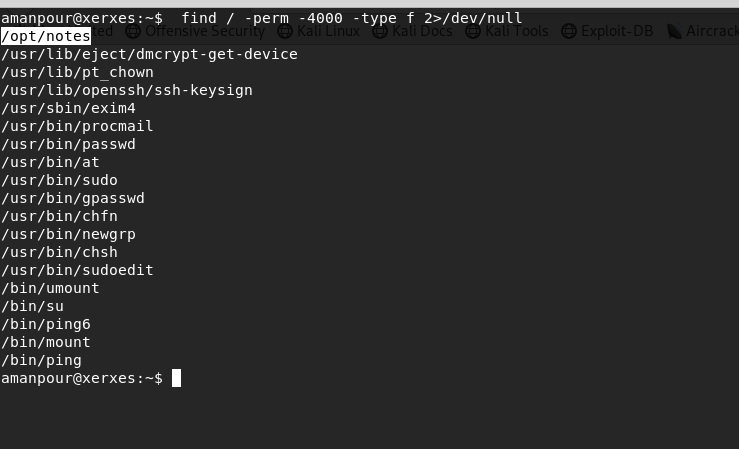 amanpour@xerxes:~$  find / -perm -4000 -type f 2>/dev/null
/opt/notes
ted Offensive Security Kali Linux Kali Docs Kali Tools Exploit-DB Aircrack
/usr/lib/eject/dmcrypt-get-device
/usr/lib/pt_chown
/usr/lib/openssh/ssh-keysign
/usr/sbin/exim4
/usr/bin/procmail
/usr/bin/passwd
/usr/bin/at
/usr/bin/sudo
/usr/bin/gpasswd
/usr/bin/chfn
/usr/bin/newgrp
/usr/bin/chsh
/usr/bin/sudoedit
/bin/umount
/bin/su
/bin/ping6
/bin/mount
/bin/ping
amanpour@xerxes:~$